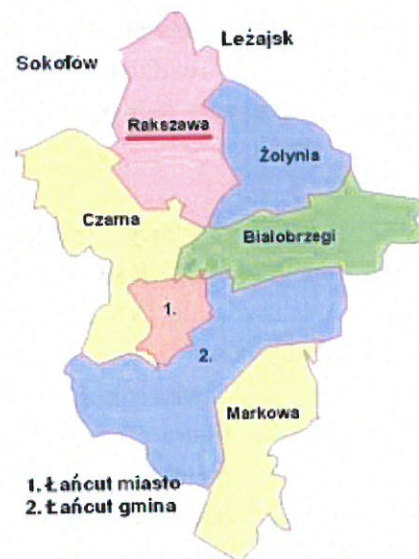 Leżajsk
Sokołów
Rakszawa
Żołynia
Czarna
Białobrzegi
1.
2.
Markowa
1. Łańcut miasto
2. Łańcut gmina